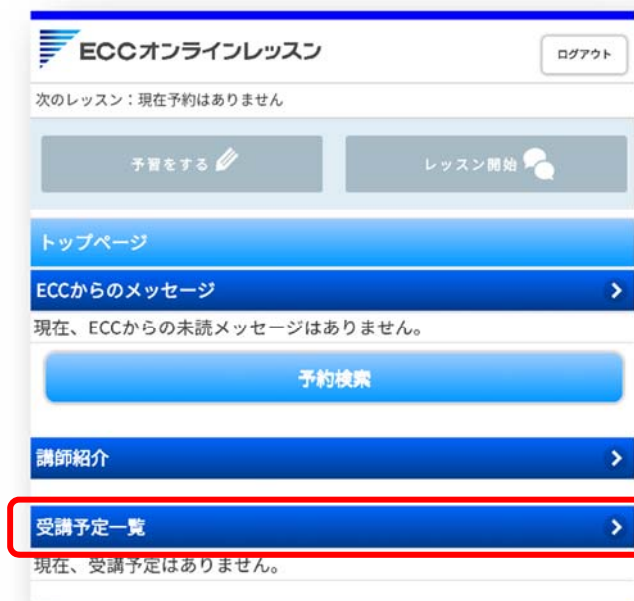 ECCオンラインレッスン
ログアウト
次のレッスン：現在予約はありません
予習をする
レッスン開始
トップページ
ECCからのメッセージ
現在、ECCからの未読メッセージはありません。
予約検索
講師紹介
受講予定一覧
現在、受講予定はありません。